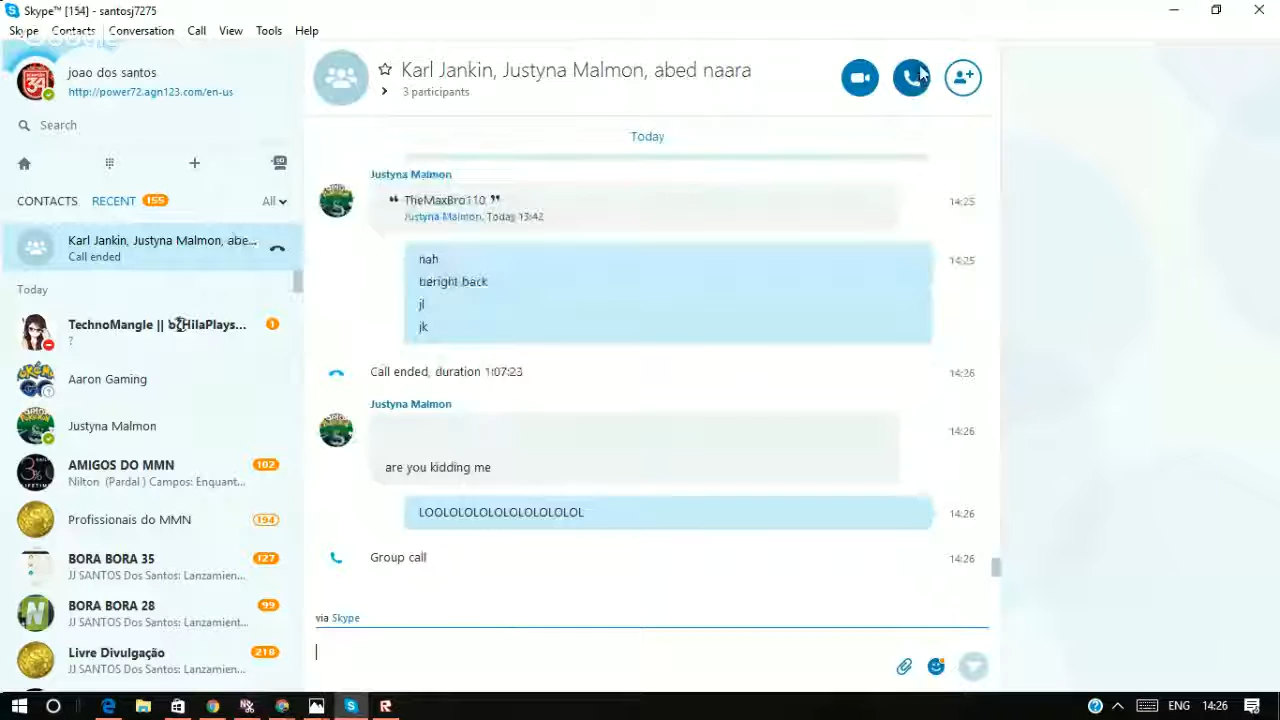 Skype™ [154] - santosj7275
Skype Contacts Conversation Call View Tools Help
joao dos santos
http://power72.agn123.com/en-us
Search
CONTACTS RECENT 155 All
Karl Jankin, Justyna Malmon, abe...
Call ended
Today
TechnoMangle ||
HilaPlays...
1
?
Aaron Gaming
Justyna Malmon
AMIGOS DO MMN 102
Nilton (Pardal ) Campos: Enquant...
Profissionais do MMN 194
BORA BORA 35 127
JJ SANTOS Dos Santos: Lanzamien...
BORA BORA 28 99
JJ SANTOS Dos Santos: Lanzamient...
Livre Divulgação 218
JJ SANTOS Dos Santos: Lanzamien...
Karl Jankin, Justyna Malmon, abed naara
3 participants
Today
Justyna Malmon
❝ TheMaxBro110 ❞ 14:25
Justyna Malmon, Today 13:42
nah 14:25
beright back
jl
jk
Call ended, duration 1:07:23 14:26
Justyna Malmon
14:26
are you kidding me
LOOLOLOLOLOLOLOLOLOLOL 14:26
Group call 14:26
via Skype
ENG 14:26